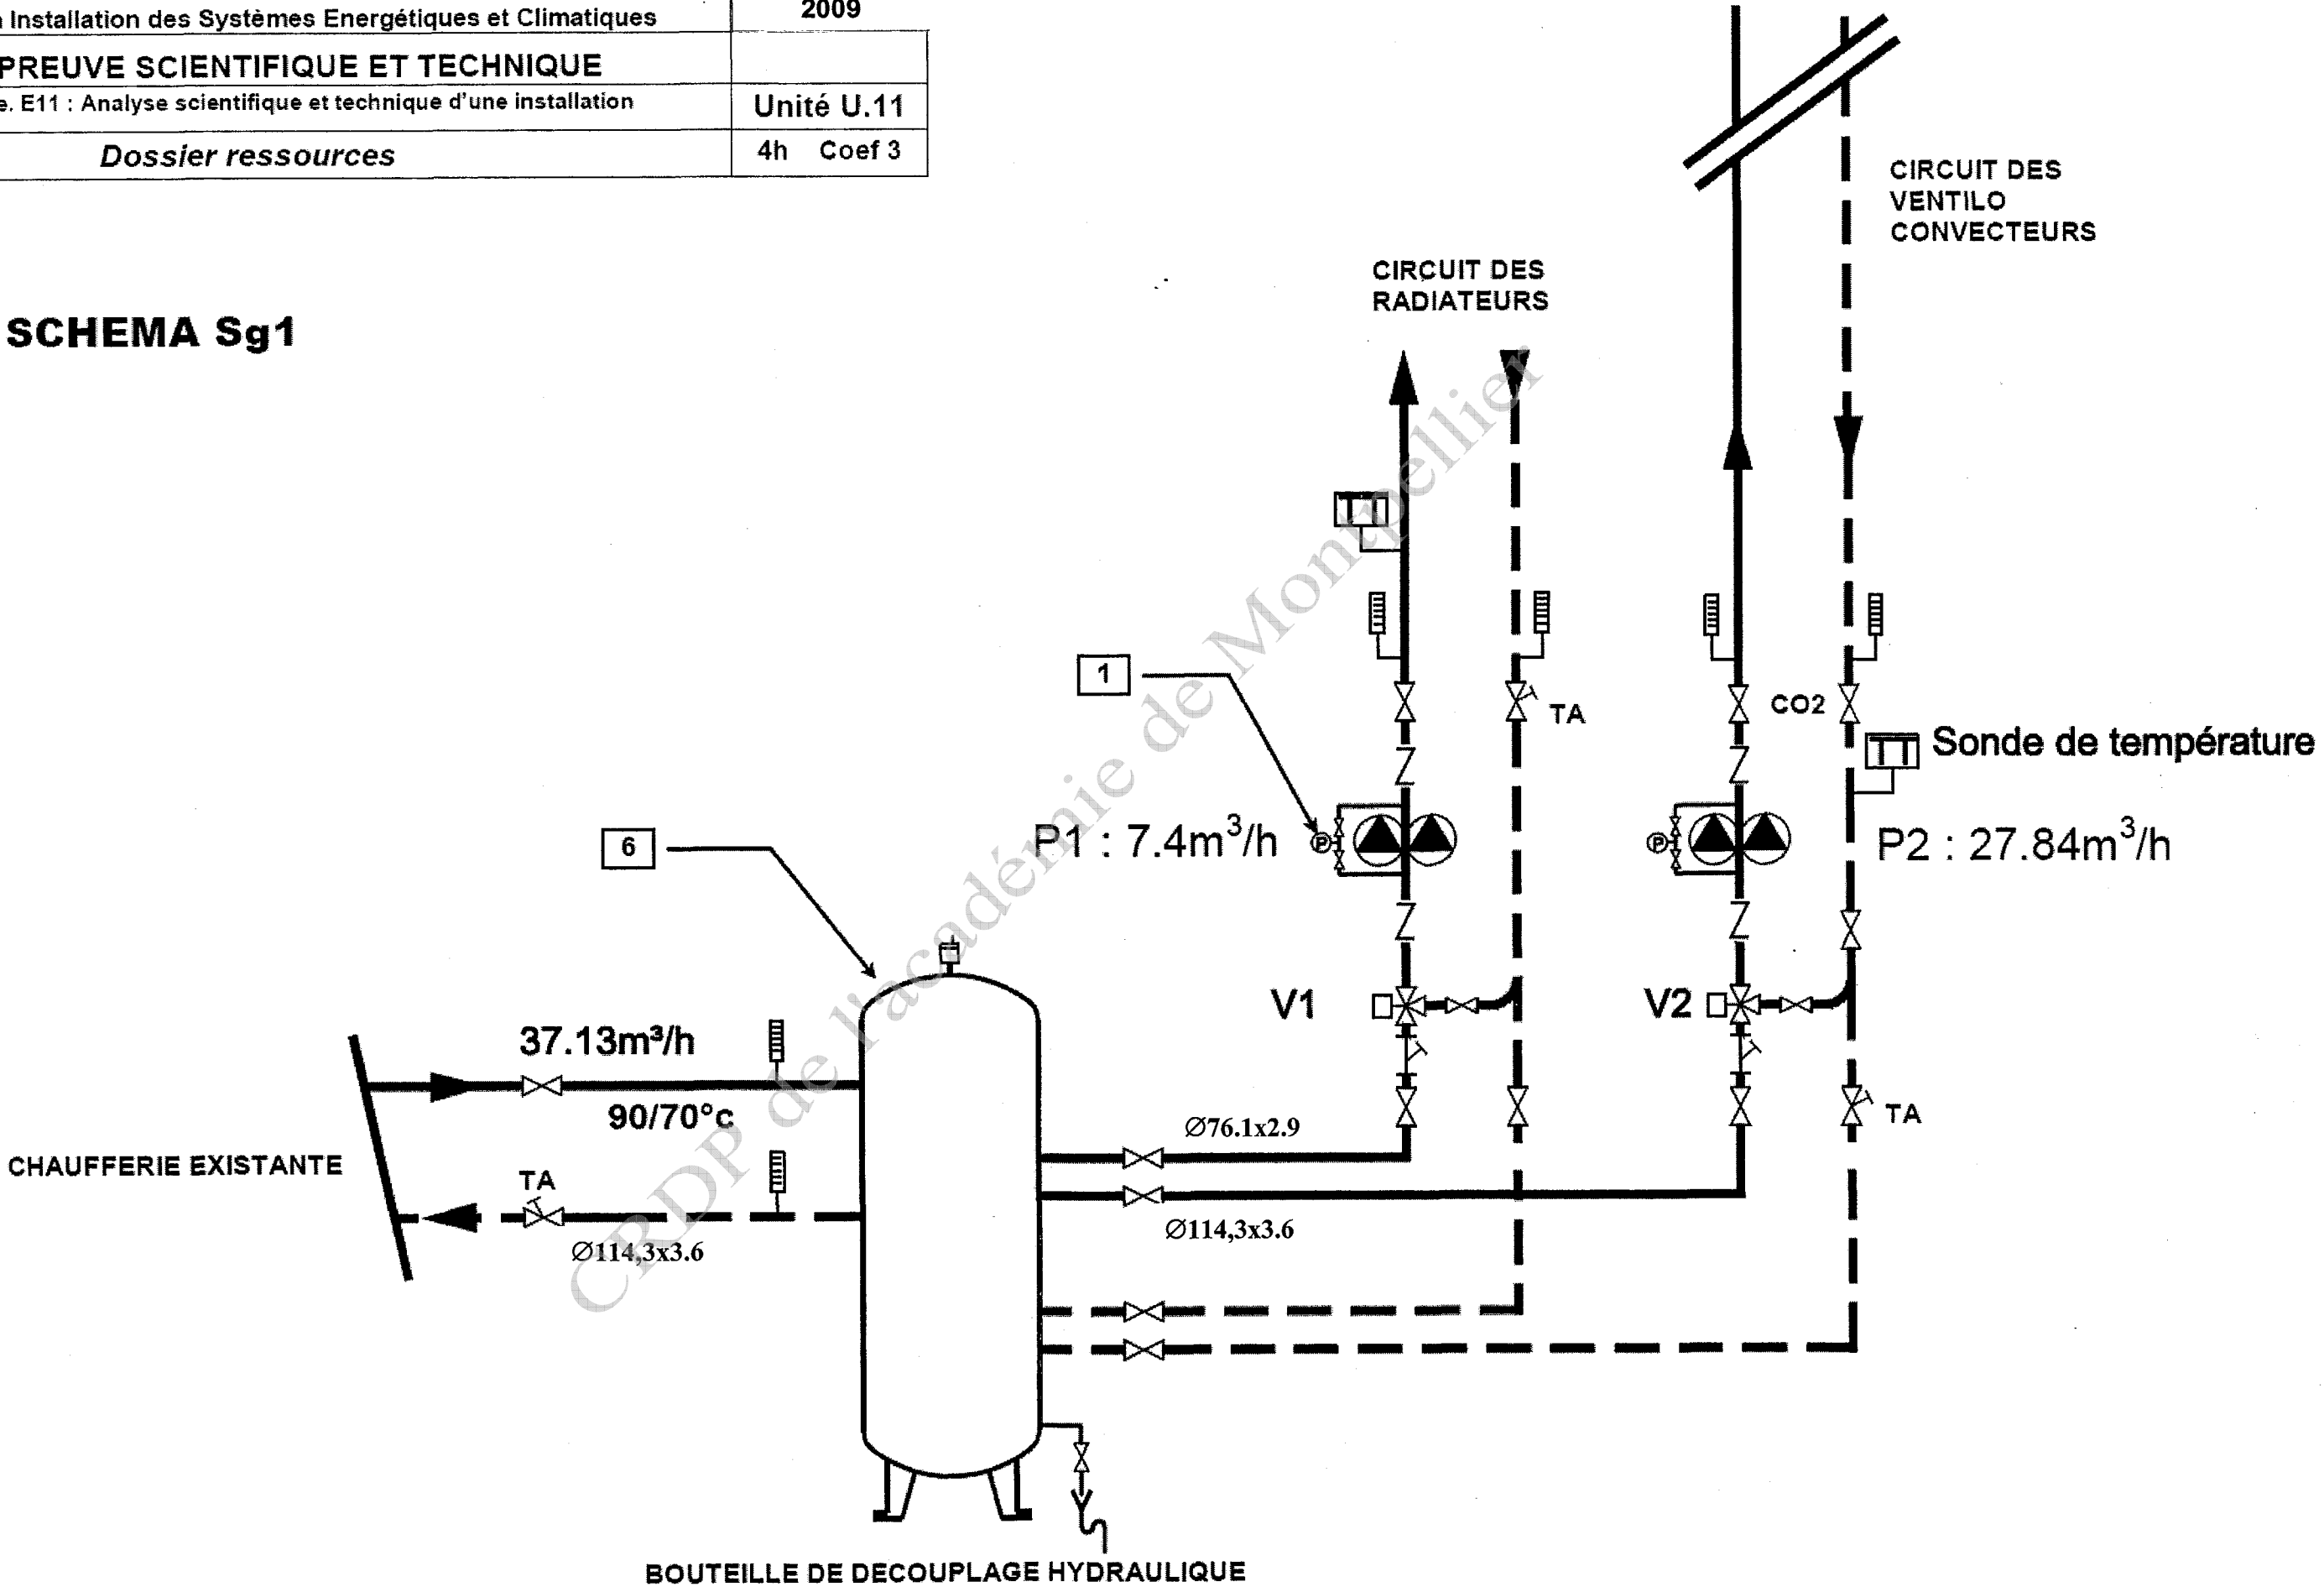 Installation des Systèmes Energétiques et Climatiques
2009
PREUVE SCIENTIFIQUE ET TECHNIQUE
e. E11 : Analyse scientifique et technique d'une installation
Unité U.11
Dossier ressources
4h Coef 3
SCHEMA Sg1
CIRCUIT DES
VENTILO
CONVECTEURS
CIRCUIT DES
RADIATEURS
1
TA
CO2
Sonde de température
6
P
P1 : 7.4m³/h
P
P2 : 27.84m³/h
V1
V2
37.13m³/h
90/70°c
CHAUFFERIE EXISTANTE
TA
Ø114,3x3.6
Ø76.1x2.9
TA
Ø114,3x3.6
BOUTEILLE DE DECOUPLAGE HYDRAULIQUE
CRDP de l'académie de Montpellier